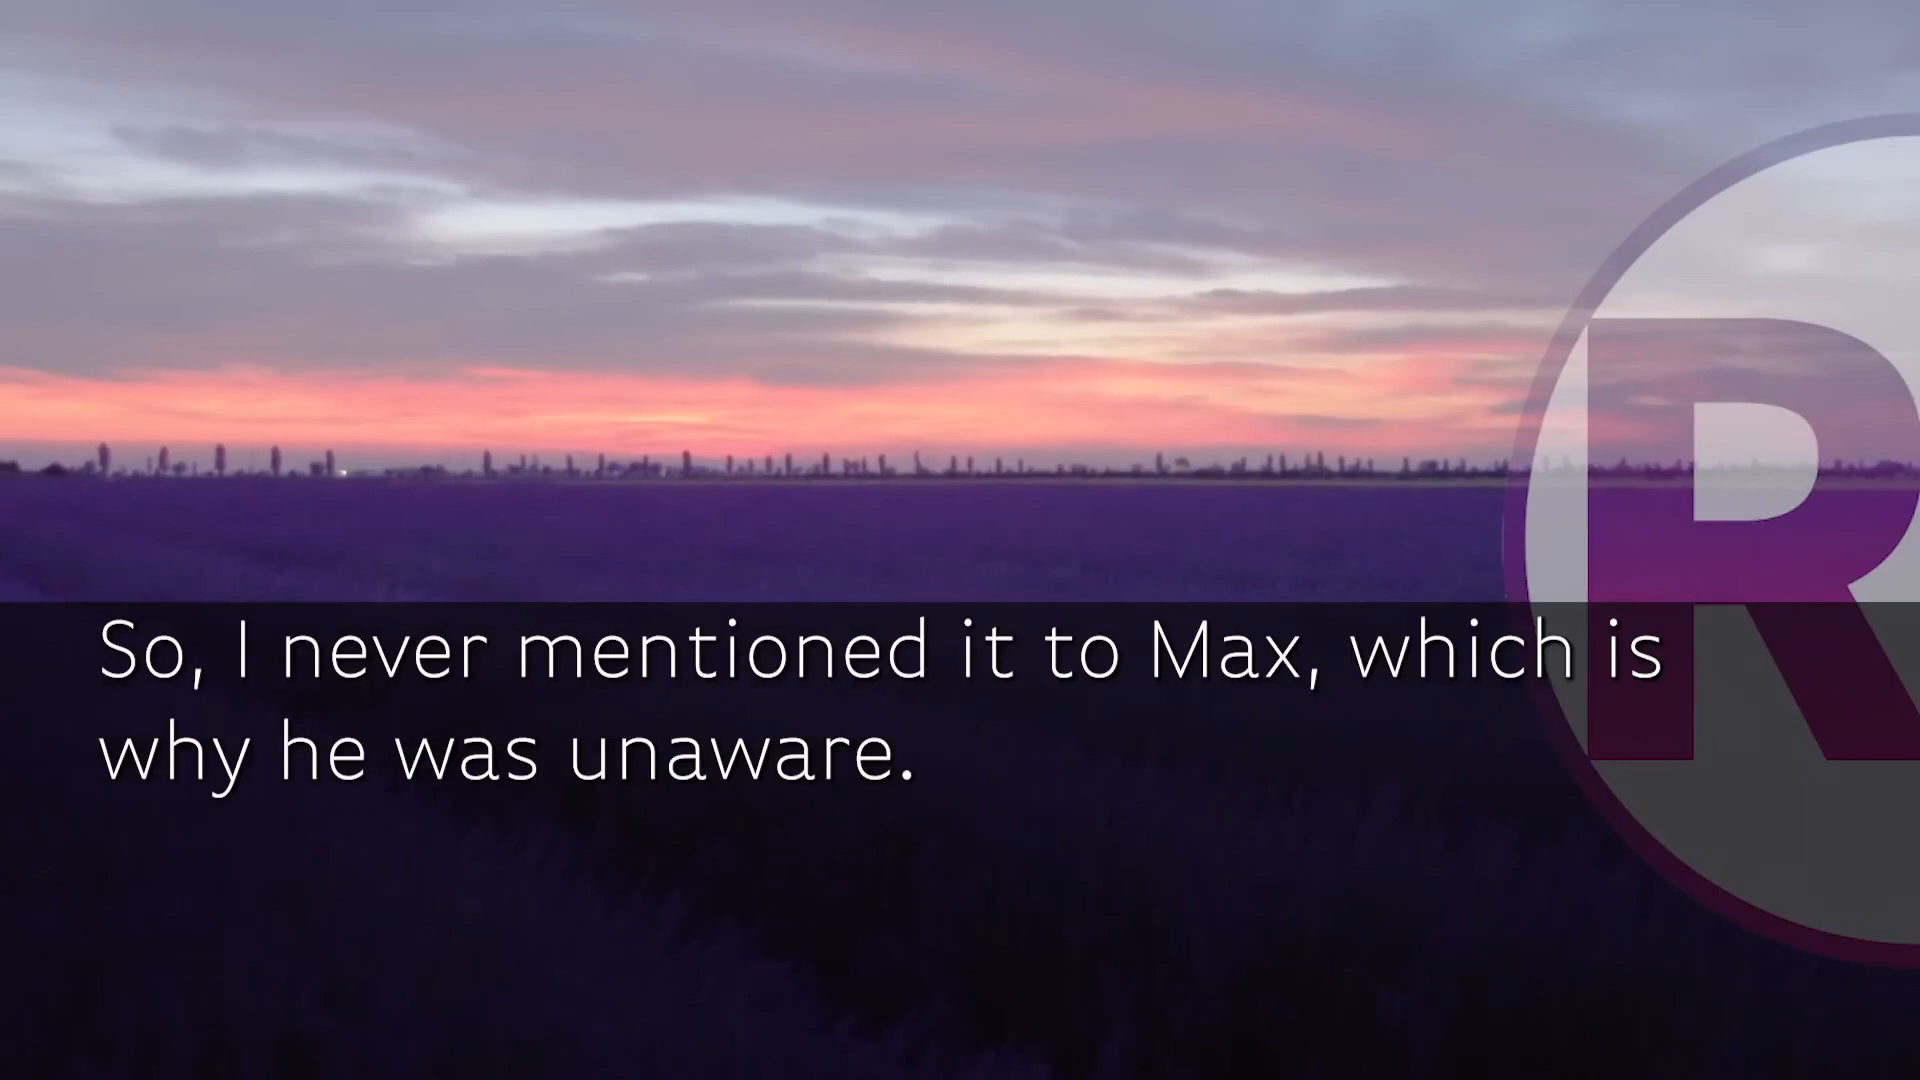 R
So, I never mentioned it to Max, which is
why he was unaware.